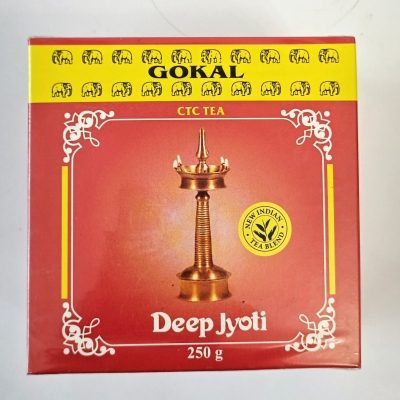 GOKAL
CTC TEA
NEW INDIAN
TEA BLEND
Deep Jyoti
250 g